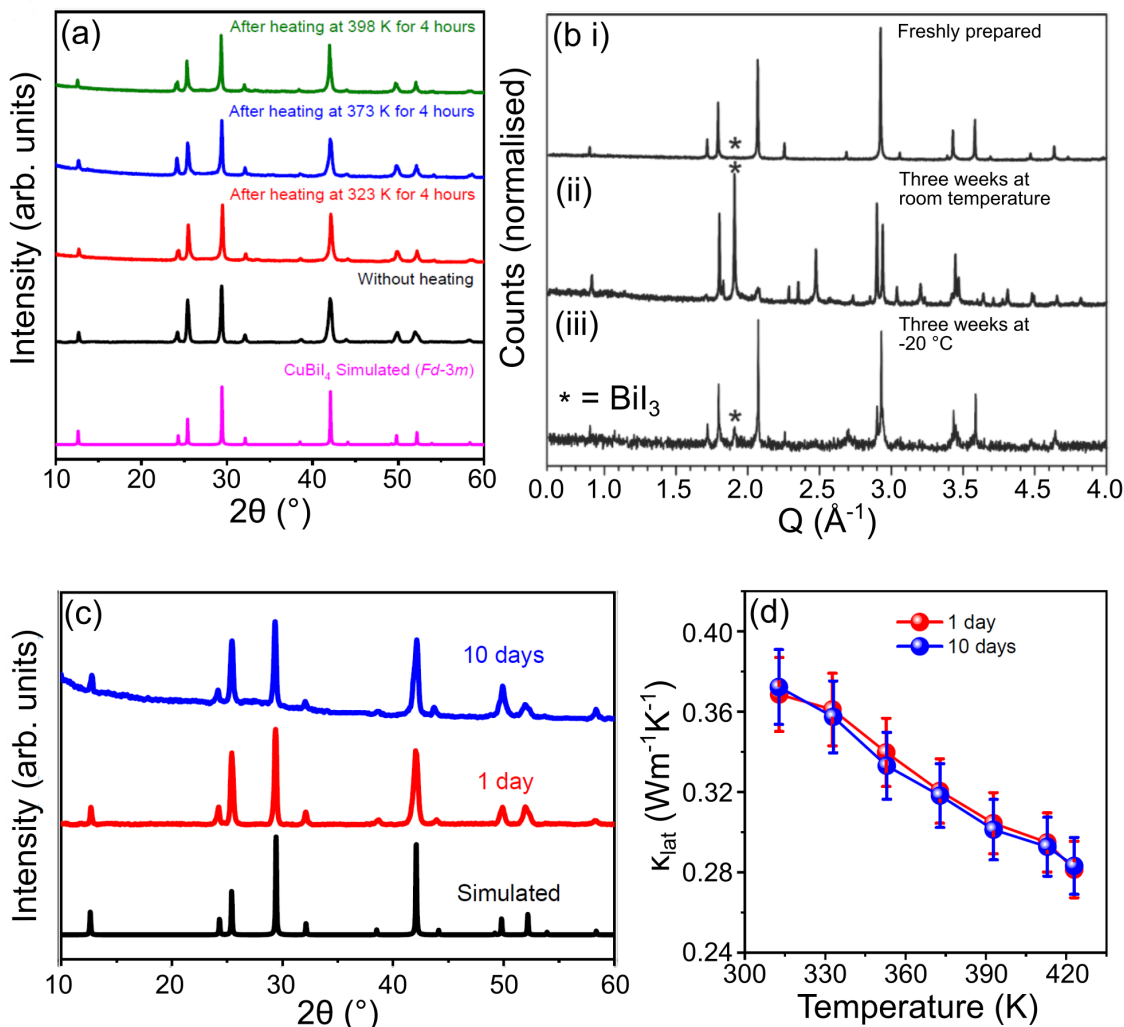 (a)
After heating at 398 K for 4 hours
After heating at 373 K for 4 hours
After heating at 323 K for 4 hours
Without heating
CuBiI₄ Simulated (Fd-3m)
Intensity (arb. units)
10 20 30 40 50 60
2θ (°)
(b i)
Freshly prepared
*
*
(ii)
Three weeks at
room temperature
(iii)
Three weeks at
-20 °C
*
* = BiI₃
Counts (normalised)
0.0 0.5 1.0 1.5 2.0 2.5 3.0 3.5 4.0 4.5 4.0
Q (Å⁻¹)
(c)
10 days
1 day
Simulated
Intensity (arb. units)
10 20 30 40 50 60
2θ (°)
(d)
1 day
10 days
0.40
0.36
0.32
0.28
0.24
κlat (Wm⁻¹K⁻¹)
300 330 360 390 420
Temperature (K)